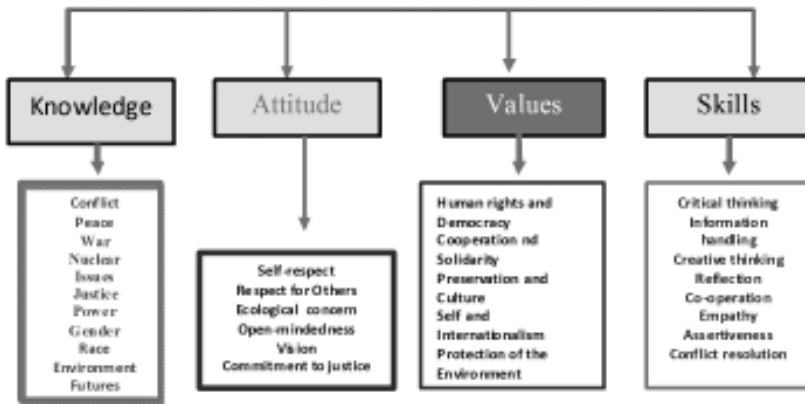 Knowledge
Conflict
Peace
War
Nuclear
Issues
Justice
Power
Gender
Race
Environment
Futures
Attitude
Self-respect
Respect for Others
Ecological concern
Open-mindedness
Vision
Commitment to Justice
Values
Human rights and
Democracy
Cooperation nd
Solidarity
Preservation and
Culture
Self and
Internationalism
Protection of the
Environment
Skills
Critical thinking
Information
handling
Creative thinking
Reflection
Co-operation
Empathy
Assertiveness
Conflict resolution